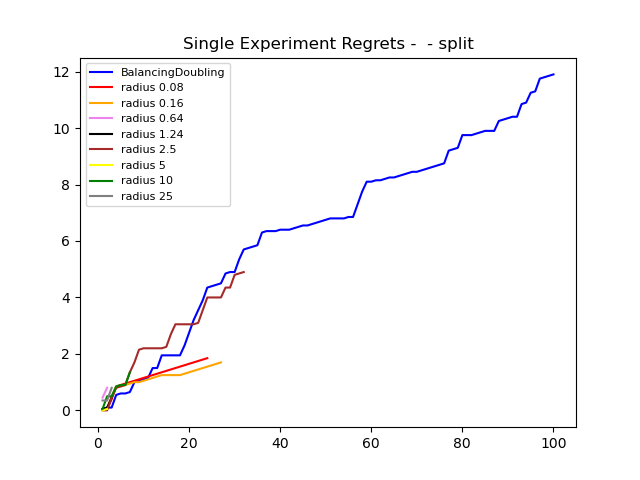 Single Experiment Regrets -  - split
BalancingDoubling
radius 0.08
radius 0.16
radius 0.64
radius 1.24
radius 2.5
radius 5
radius 10
radius 25
12
10
8
6
4
2
0
0 20 40 60 80 100